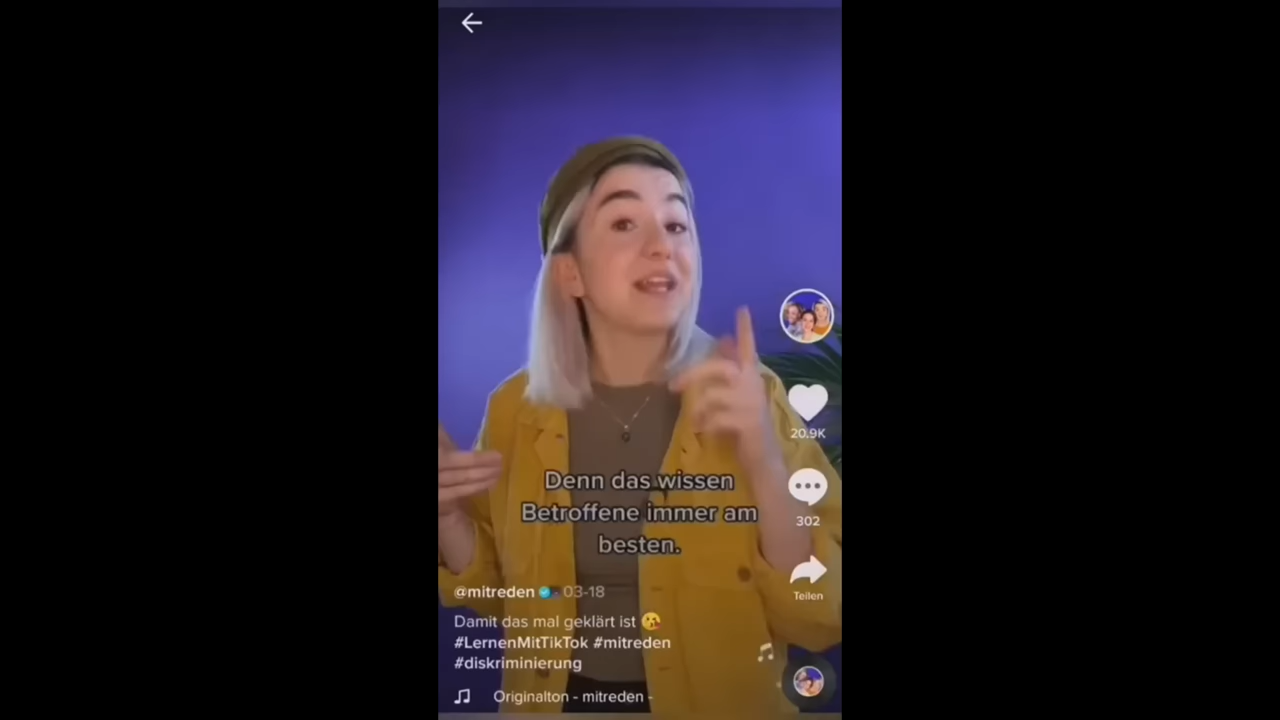 20.9K
Denn das wissen
Betroffene immer am
besten.
302
@mitreden 03-18
Teilen
Damit das mal geklärt ist 😘
#LernenMitTikTok #mitreden
#diskriminierung
Originalton - mitreden -